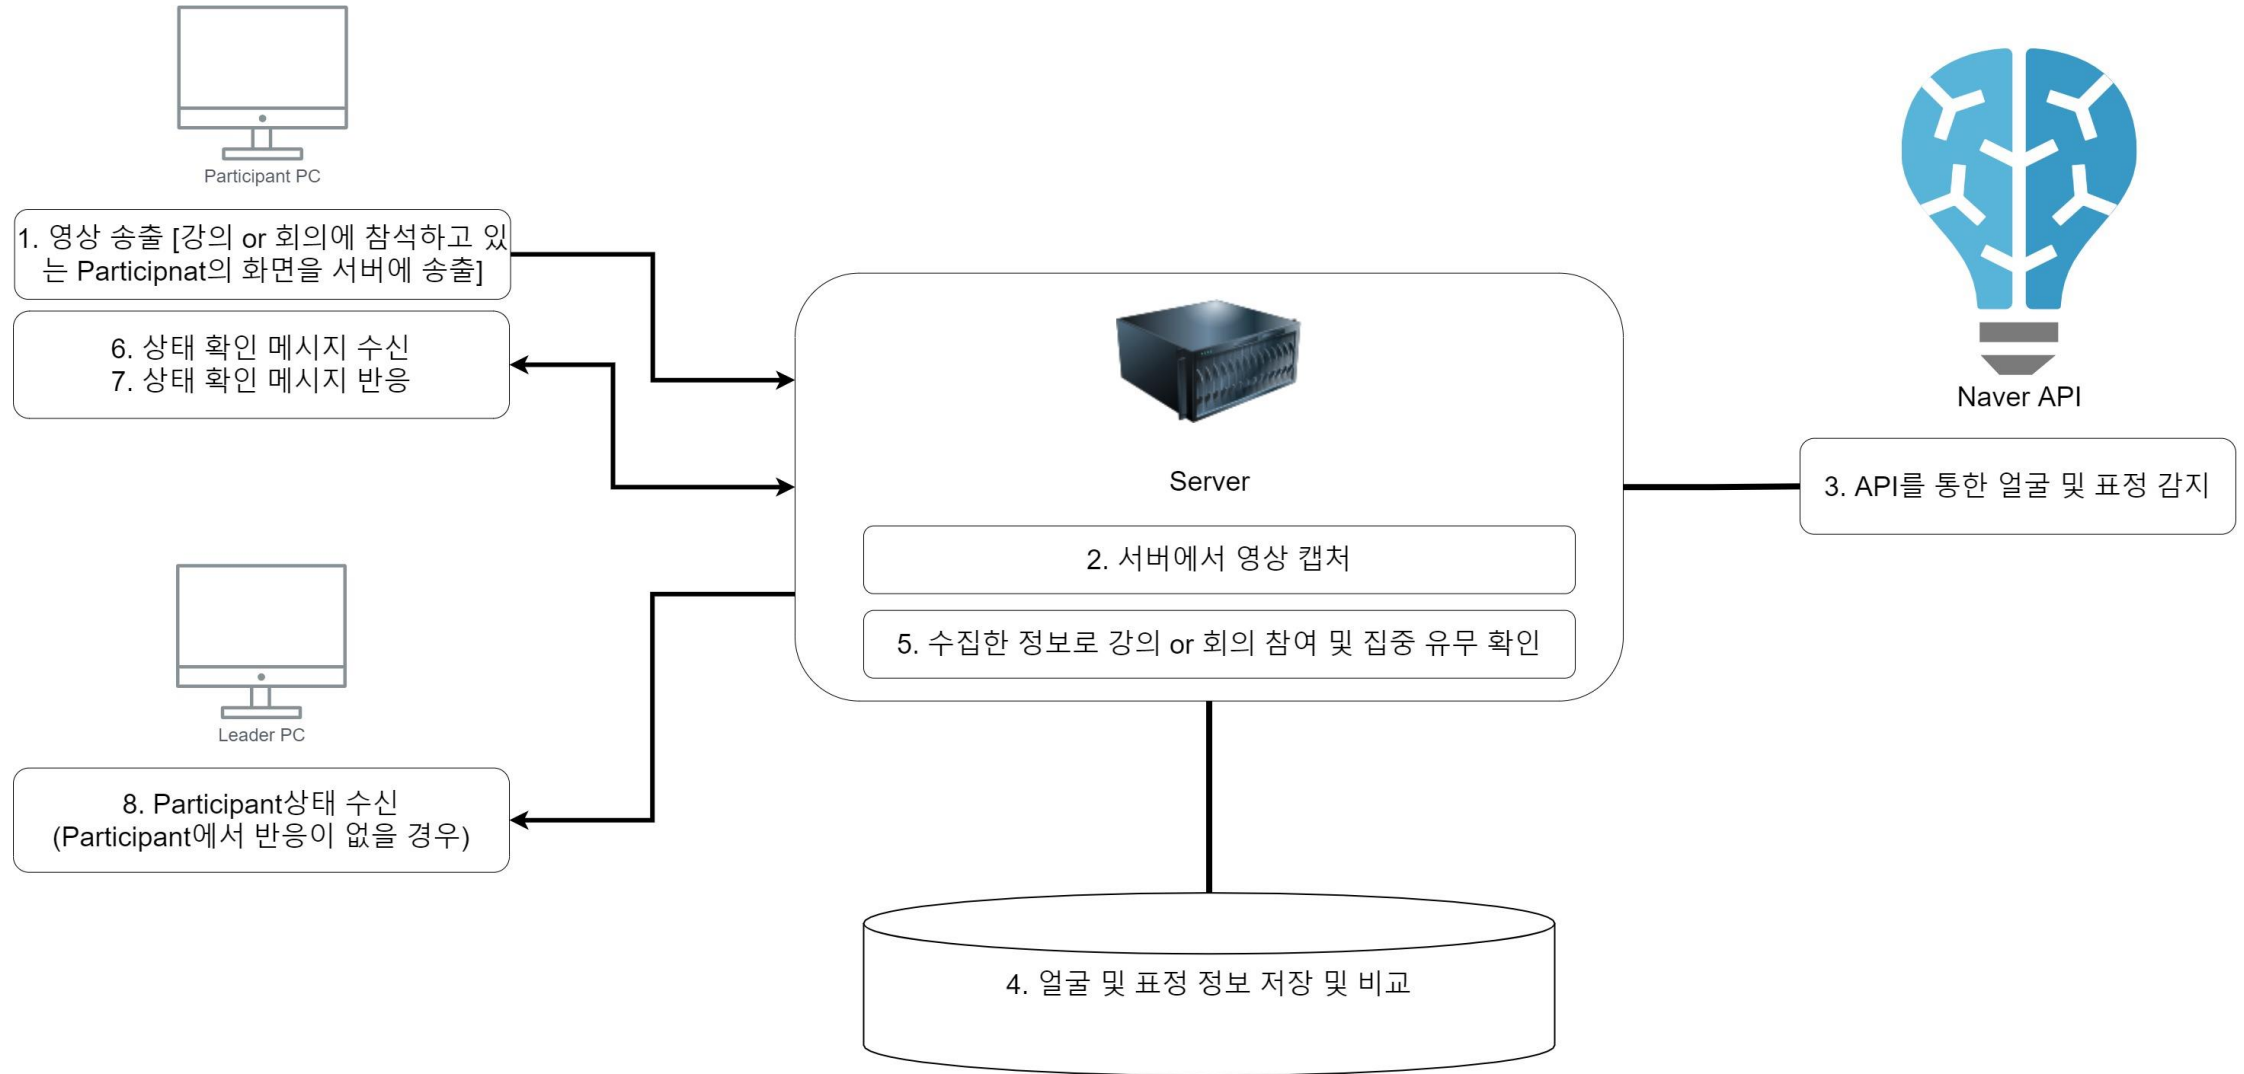 Participant PC
1. 영상 송출 [강의 or 회의에 참석하고 있
는 Participnat의 화면을 서버에 송출]
6. 상태 확인 메시지 수신
7. 상태 확인 메시지 반응
Leader PC
8. Participant상태 수신
(Participant에서 반응이 없을 경우)
Server
2. 서버에서 영상 캡처
5. 수집한 정보로 강의 or 회의 참여 및 집중 유무 확인
4. 얼굴 및 표정 정보 저장 및 비교
Naver API
3. API를 통한 얼굴 및 표정 감지